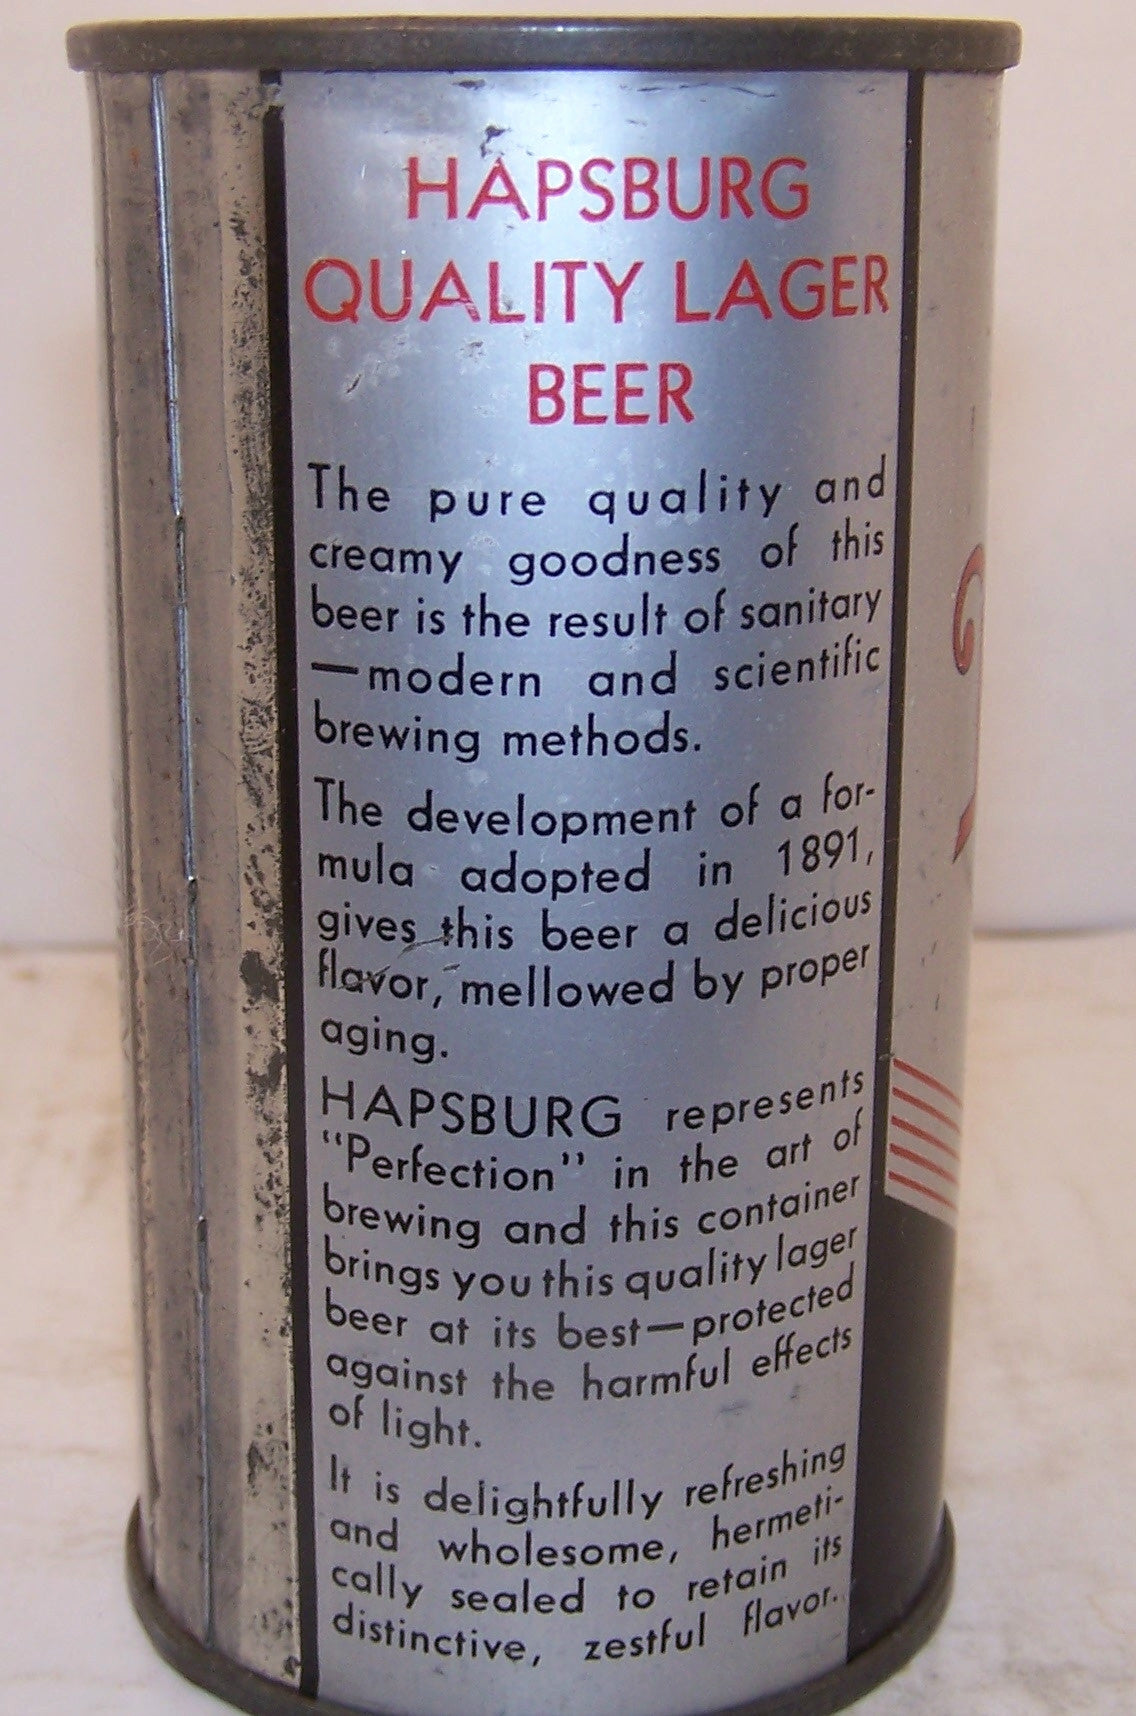 HAPSBURG
QUALITY LAGER
BEER
The pure quality and
creamy goodness of this
beer is the result of sanitary
—modern and scientific
brewing methods.
The development of a for-
mula adopted in 1891,
gives this beer a delicious
flavor, mellowed by proper
aging.
HAPSBURG represents
"Perfection" in the art of
brewing and this container
brings you this quality lager
beer at its best—protected
against the harmful effects
of light.
It is delightfully refreshing
and wholesome, hermeti-
cally sealed to retain its
distinctive, zestful flavor.